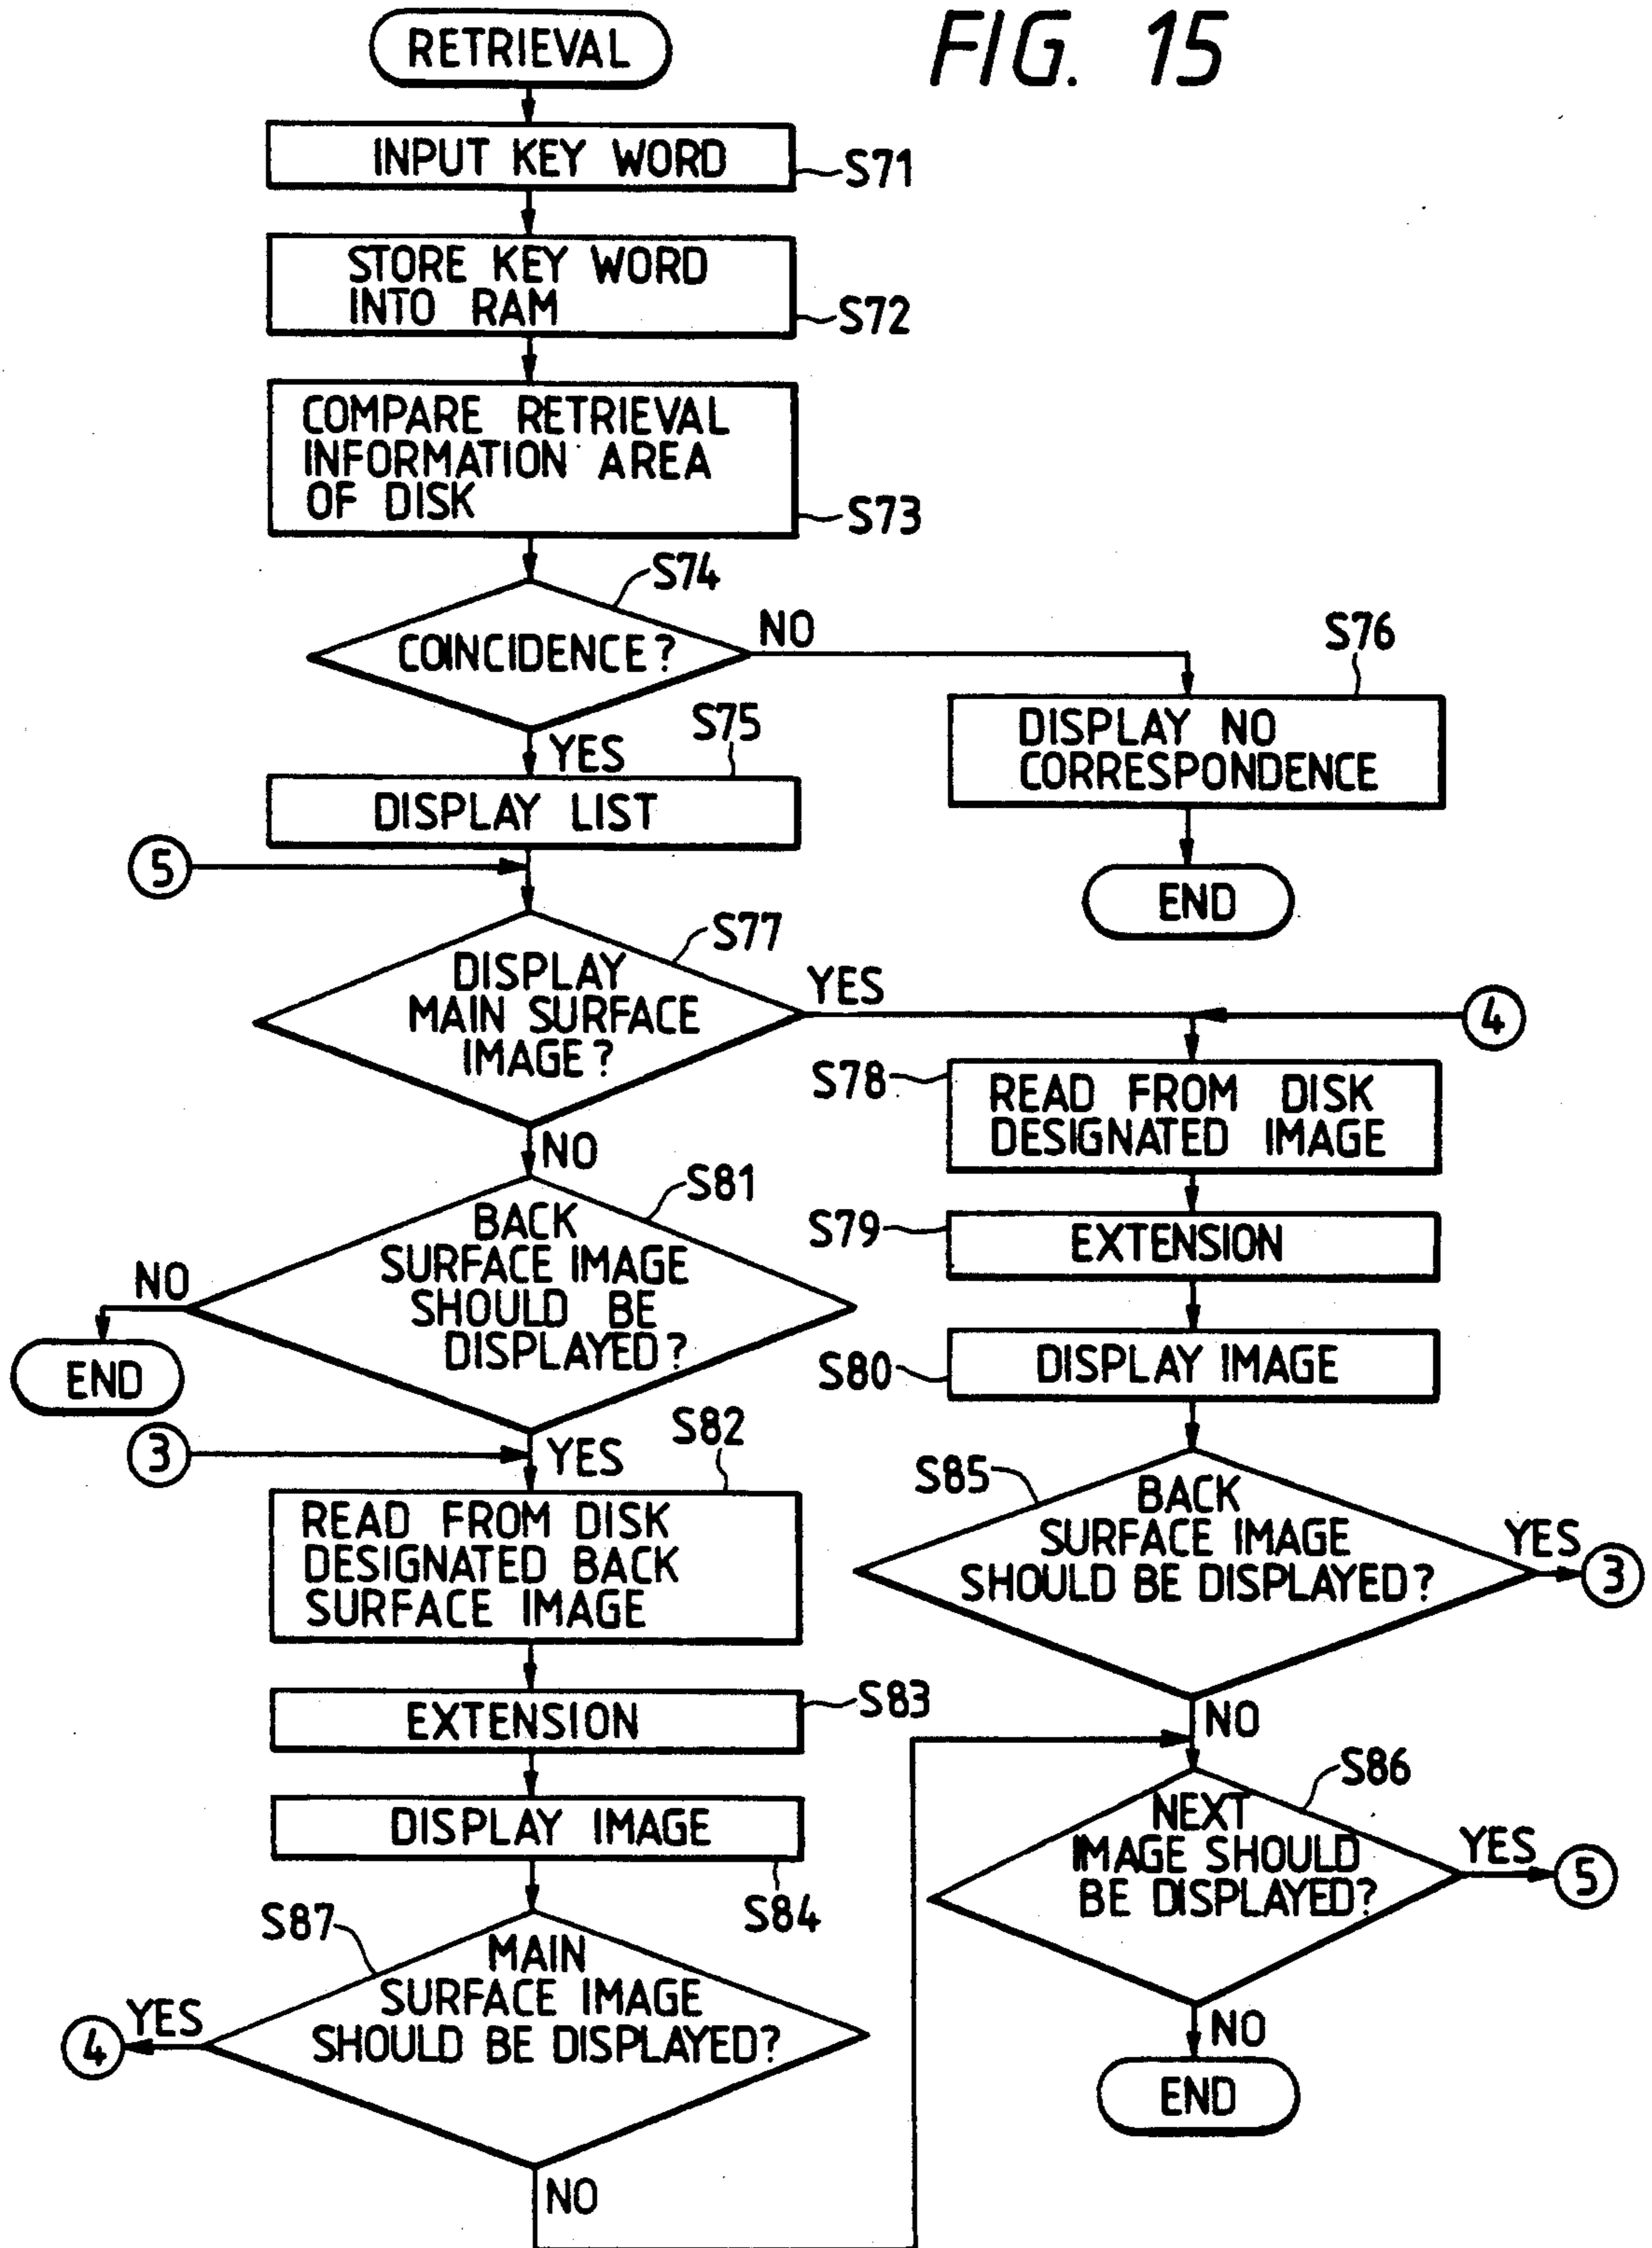 FIG. 15
RETRIEVAL
INPUT KEY WORD
S71
STORE KEY WORD
INTO RAM
S72
COMPARE RETRIEVAL
INFORMATION AREA
OF DISK
S73
S74
COINCIDENCE?
NO
YES
S76
DISPLAY NO
CORRESPONDENCE
END
S75
DISPLAY LIST
5
S77
DISPLAY
MAIN SURFACE
IMAGE?
YES
4
NO
S78
READ FROM DISK
DESIGNATED IMAGE
S79
EXTENSION
S80
DISPLAY IMAGE
S81
BACK
SURFACE IMAGE
SHOULD BE
DISPLAYED?
NO
END
3
YES
S82
READ FROM DISK
DESIGNATED BACK
SURFACE IMAGE
S83
EXTENSION
DISPLAY IMAGE
S84
S85
BACK
SURFACE IMAGE
SHOULD BE DISPLAYED?
YES
3
NO
S86
NEXT
IMAGE SHOULD
BE DISPLAYED?
YES
5
NO
END
S87
MAIN
SURFACE IMAGE
SHOULD BE DISPLAYED?
YES
4
NO